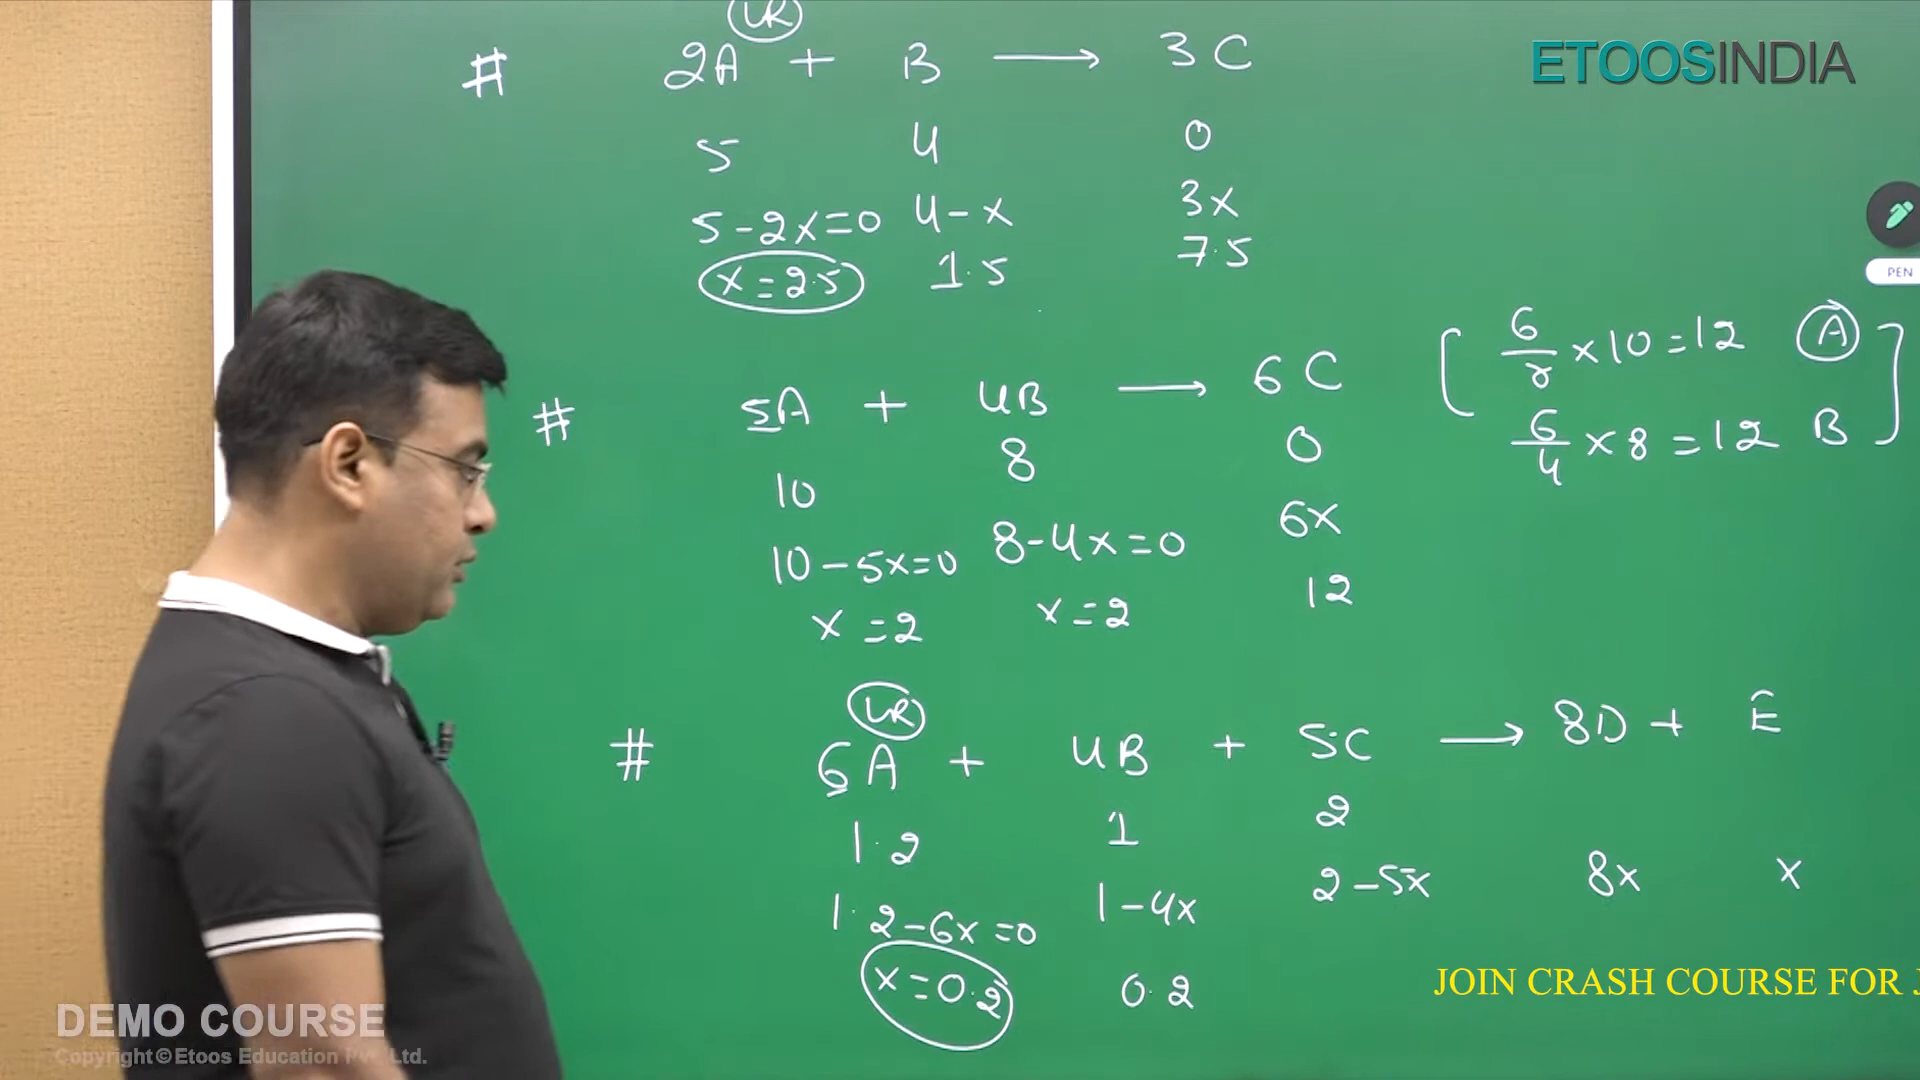 LR
# 2A + B ⟶ 3C
5 4 0
5-2x=0 4-x 3x
x=2.5 1.5 7.5
# 5A + 4B ⟶ 6C
10 8 0
10-5x=0 8-4x=0 6x
x=2 x=2 12
[ 6/5 ×10=12 A
6/4 ×8=12 B ]
LR
# 6A + 4B + 5C ⟶ 8D + E
1.2 1 2
1.2-6x=0 1-4x 2-5x 8x x
x=0.2 0.2
ETOOSINDIA
PEN
JOIN CRASH COURSE FOR J
DEMO COURSE
Copyright©Etoos Education Pvt. Ltd.